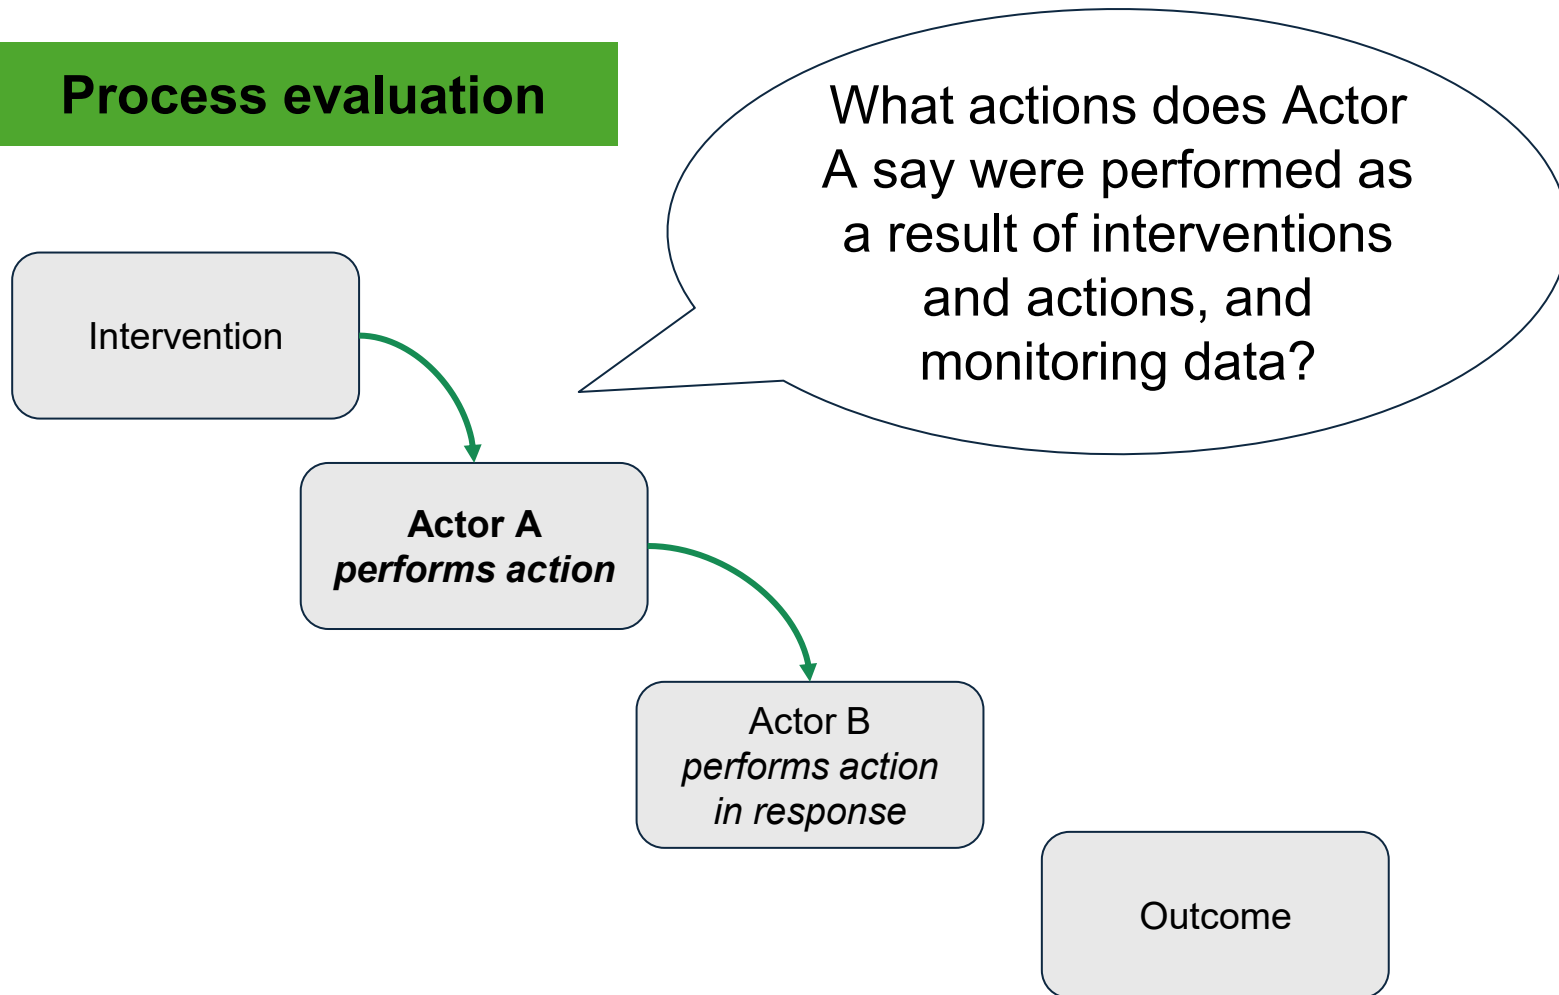 Process evaluation
What actions does Actor
A say were performed as
a result of interventions
and actions, and
monitoring data?
Intervention
Actor A
performs action
Actor B
performs action
in response
Outcome